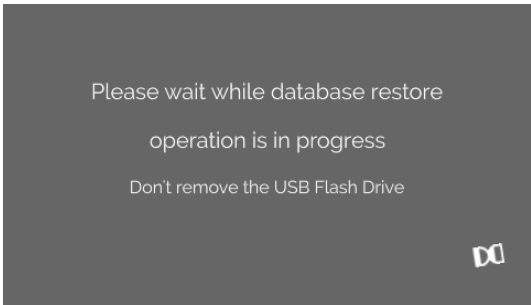 Please wait while database restore
operation is in progress
Don't remove the USB Flash Drive